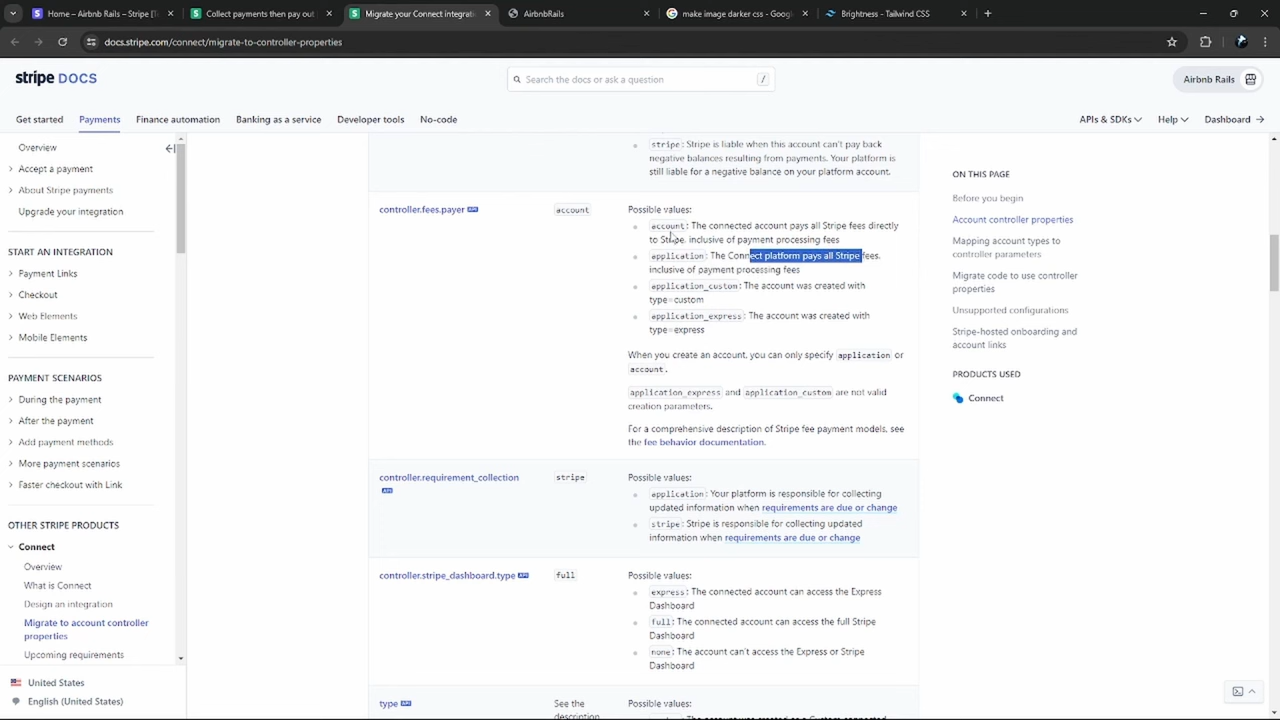 Home – Airbnb Rails – Stripe [T
Collect payments then pay out
Migrate your Connect integrati
AirbnbRails
make image darker css - Googl
Brightness - Tailwind CSS
docs.stripe.com/connect/migrate-to-controller-properties
stripe DOCS
Search the docs or ask a question
/
Airbnb Rails
Get started
Payments
Finance automation
Banking as a service
Developer tools
No-code
APIs & SDKs
Help
Dashboard
Overview
Accept a payment
About Stripe payments
Upgrade your integration
START AN INTEGRATION
Payment Links
Checkout
Web Elements
Mobile Elements
PAYMENT SCENARIOS
During the payment
After the payment
Add payment methods
More payment scenarios
Faster checkout with Link
OTHER STRIPE PRODUCTS
Connect
Overview
What is Connect
Design an integration
Migrate to account controller
properties
Upcoming requirements
United States
English (United States)
stripe: Stripe is liable when this account can't pay back
negative balances resulting from payments. Your platform is
still liable for a negative balance on your platform account.
controller.fees.payer API
account
Possible values:
account: The connected account pays all Stripe fees directly
to Stripe, inclusive of payment processing fees
application: The Connect platform pays all Stripe fees,
inclusive of payment processing fees
application_custom: The account was created with
type=custom
application_express: The account was created with
type=express
When you create an account, you can only specify application or
account.
application_express and application_custom are not valid
creation parameters.
For a comprehensive description of Stripe fee payment models, see
the fee behavior documentation.
controller.requirement_collection
API
stripe
Possible values:
application: Your platform is responsible for collecting
updated information when requirements are due or change
stripe: Stripe is responsible for collecting updated
information when requirements are due or change
controller.stripe_dashboard.type API
full
Possible values:
express: The connected account can access the Express
Dashboard
full: The connected account can access the full Stripe
Dashboard
none: The account can't access the Express or Stripe
Dashboard
type API
See the
description
Possible values:
ON THIS PAGE
Before you begin
Account controller properties
Mapping account types to
controller parameters
Migrate code to use controller
properties
Unsupported configurations
Stripe-hosted onboarding and
account links
PRODUCTS USED
Connect